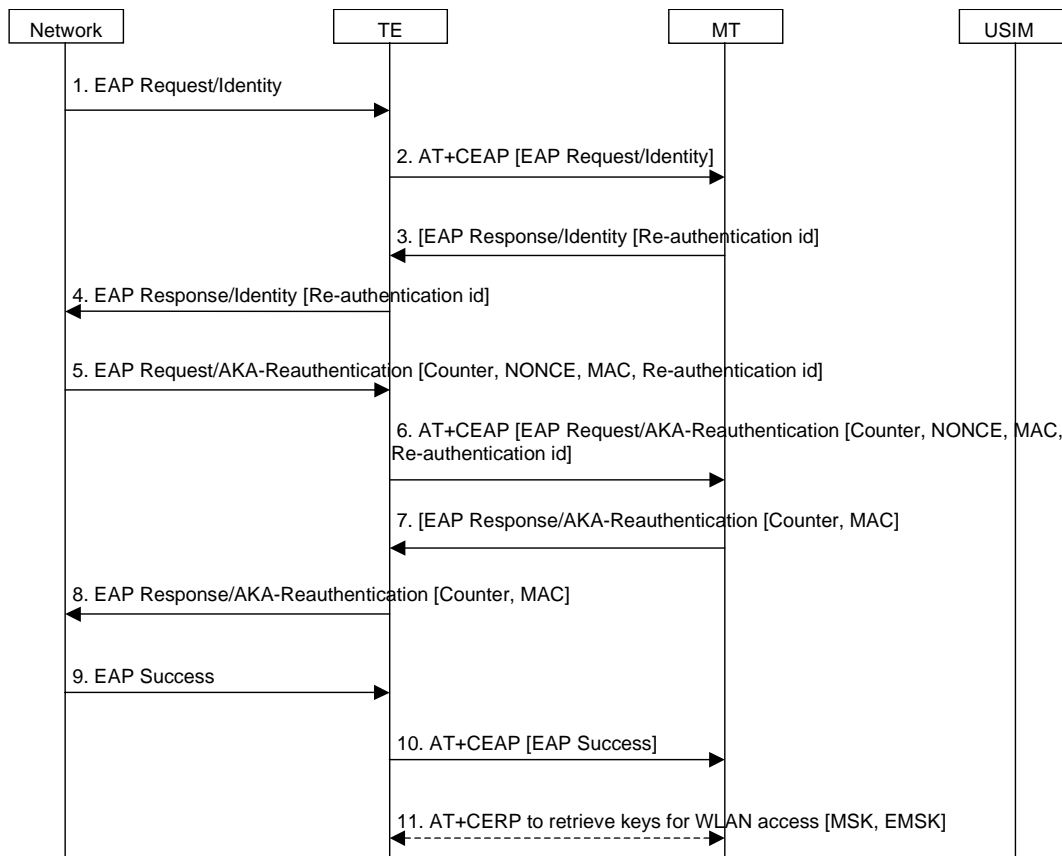 Network
TE
MT
USIM
1. EAP Request/Identity
2. AT+CEAP [EAP Request/Identity]
3. [EAP Response/Identity [Re-authentication id]
4. EAP Response/Identity [Re-authentication id]
5. EAP Request/AKA-Reauthentication [Counter, NONCE, MAC, Re-authentication id]
6. AT+CEAP [EAP Request/AKA-Reauthentication [Counter, NONCE, MAC,
Re-authentication id]
7. [EAP Response/AKA-Reauthentication [Counter, MAC]
8. EAP Response/AKA-Reauthentication [Counter, MAC]
9. EAP Success
10. AT+CEAP [EAP Success]
11. AT+CERP to retrieve keys for WLAN access [MSK, EMSK]